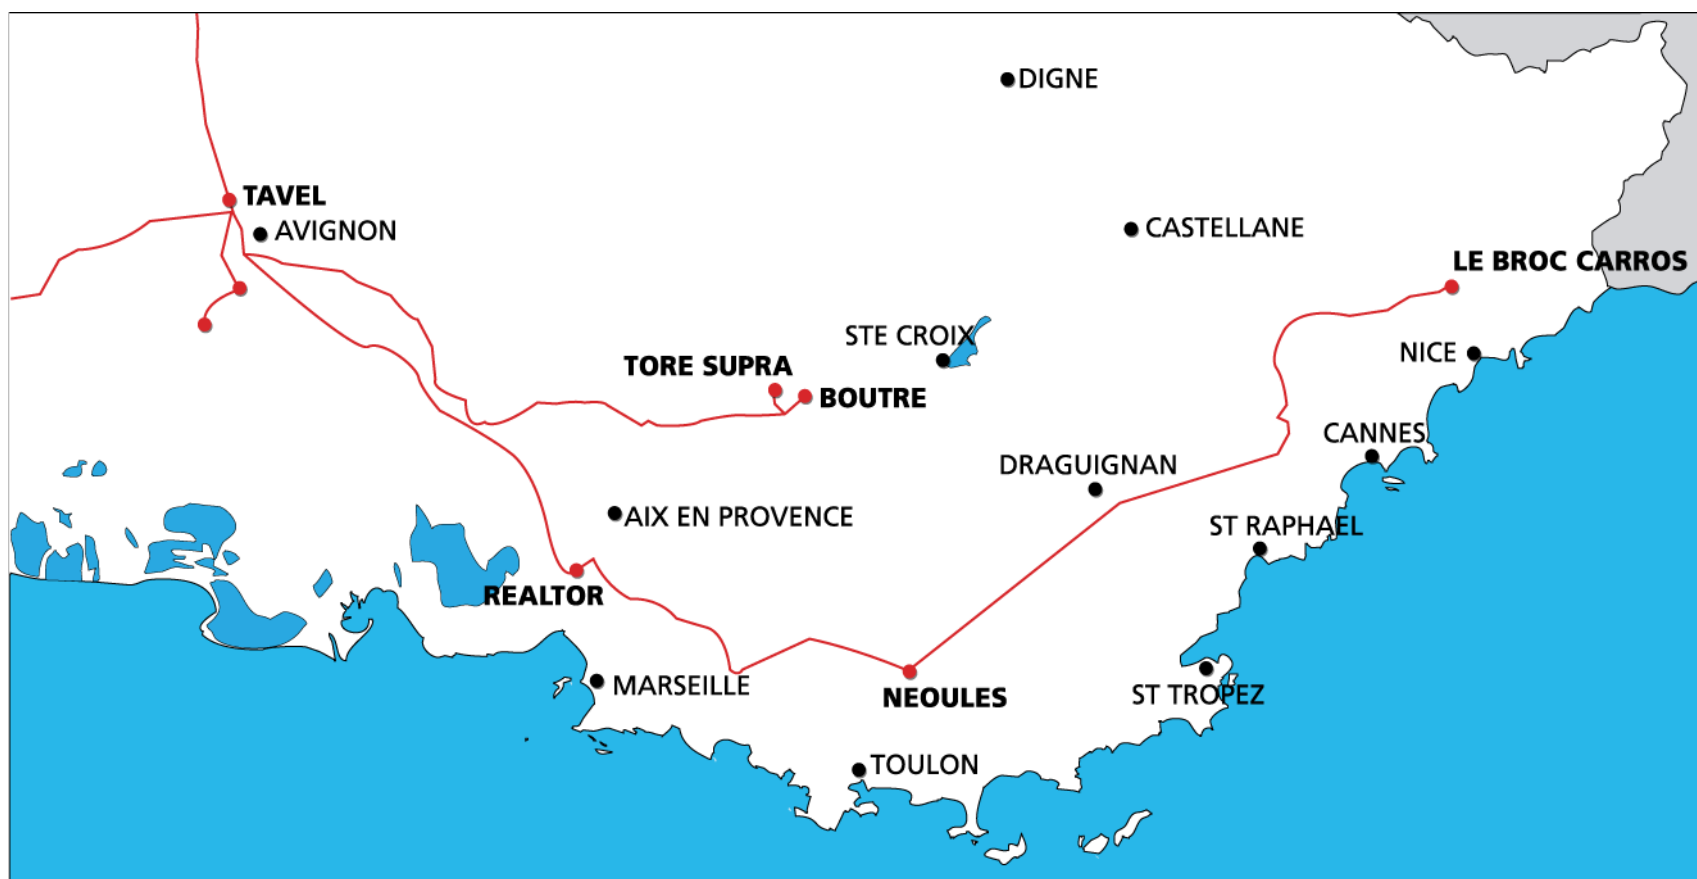 DIGNE
TAVEL
AVIGNON
CASTELLANE
LE BROC CARROS
STE CROIX
NICE
TORE SUPRA
BOUTRE
CANNES
DRAGUIGNAN
AIX EN PROVENCE
ST RAPHAEL
REALTOR
MARSEILLE
NEOULES
ST TROPEZ
TOULON